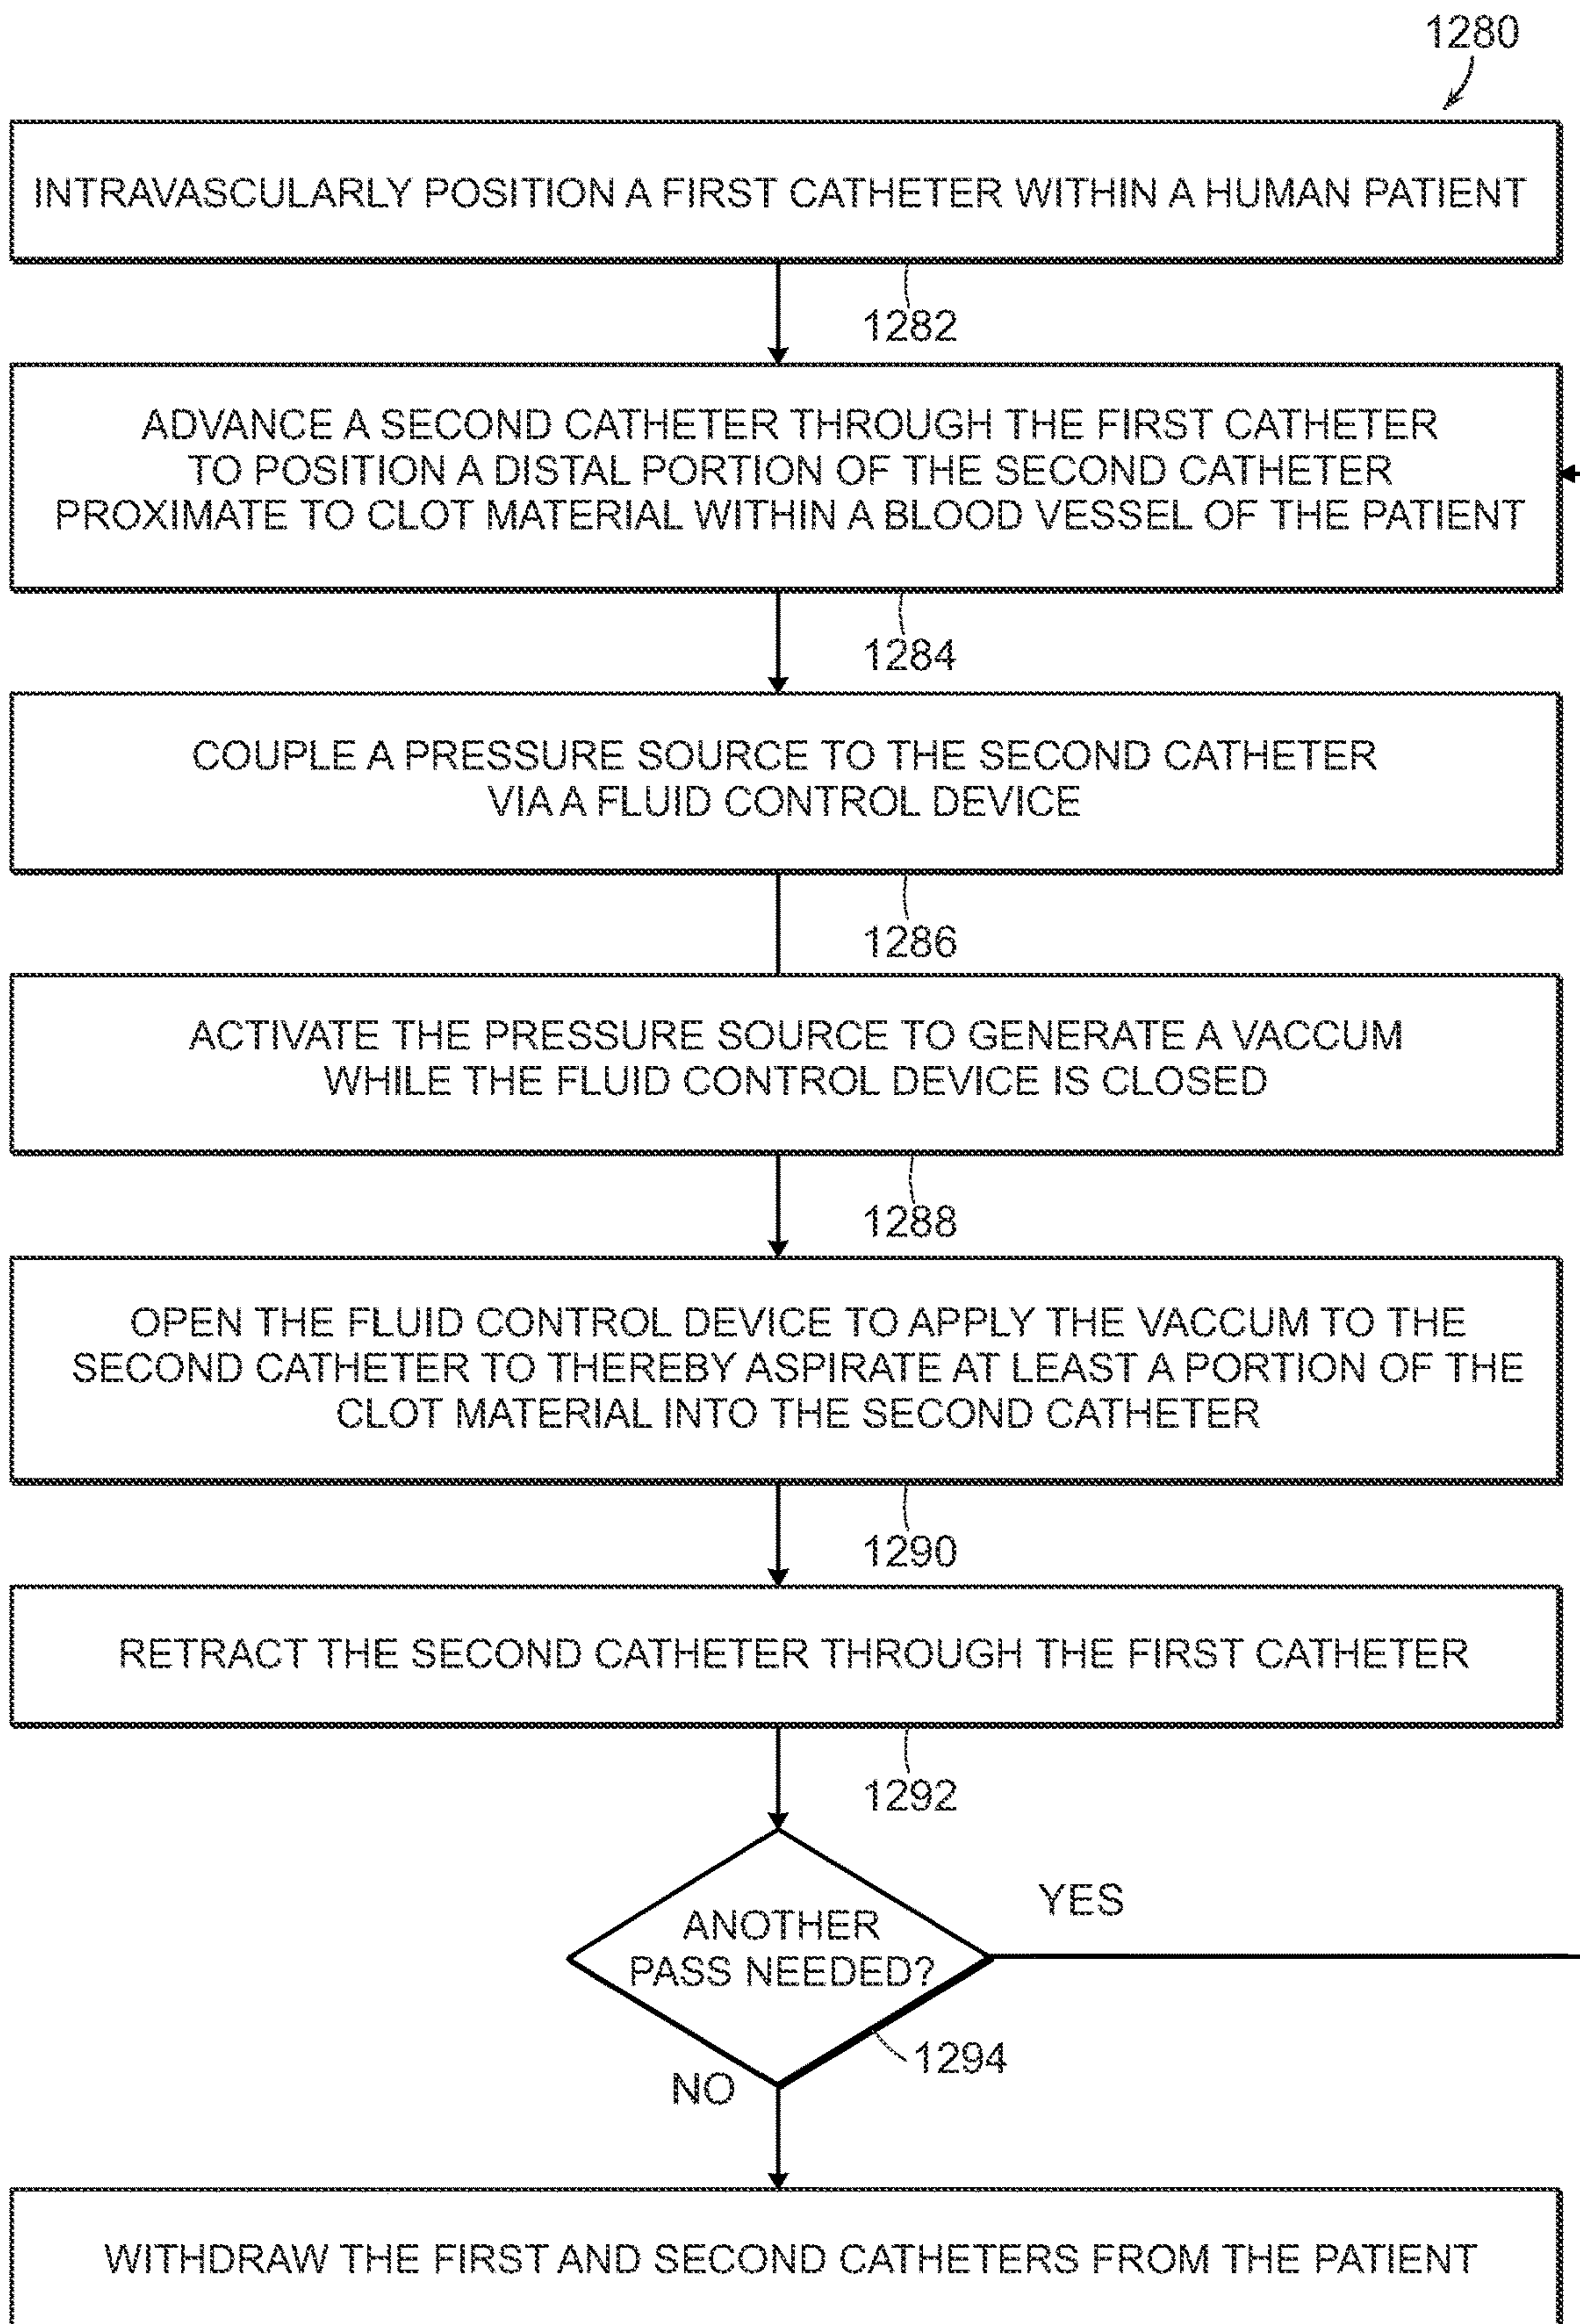 1280
INTRAVASCULARLY POSITION A FIRST CATHETER WITHIN A HUMAN PATIENT
1282
ADVANCE A SECOND CATHETER THROUGH THE FIRST CATHETER
TO POSITION A DISTAL PORTION OF THE SECOND CATHETER
PROXIMATE TO CLOT MATERIAL WITHIN A BLOOD VESSEL OF THE PATIENT
1284
COUPLE A PRESSURE SOURCE TO THE SECOND CATHETER
VIA A FLUID CONTROL DEVICE
1286
ACTIVATE THE PRESSURE SOURCE TO GENERATE A VACCUM
WHILE THE FLUID CONTROL DEVICE IS CLOSED
1288
OPEN THE FLUID CONTROL DEVICE TO APPLY THE VACCUM TO THE
SECOND CATHETER TO THEREBY ASPIRATE AT LEAST A PORTION OF THE
CLOT MATERIAL INTO THE SECOND CATHETER
1290
RETRACT THE SECOND CATHETER THROUGH THE FIRST CATHETER
1292
YES
ANOTHER
PASS NEEDED?
1294
NO
WITHDRAW THE FIRST AND SECOND CATHETERS FROM THE PATIENT